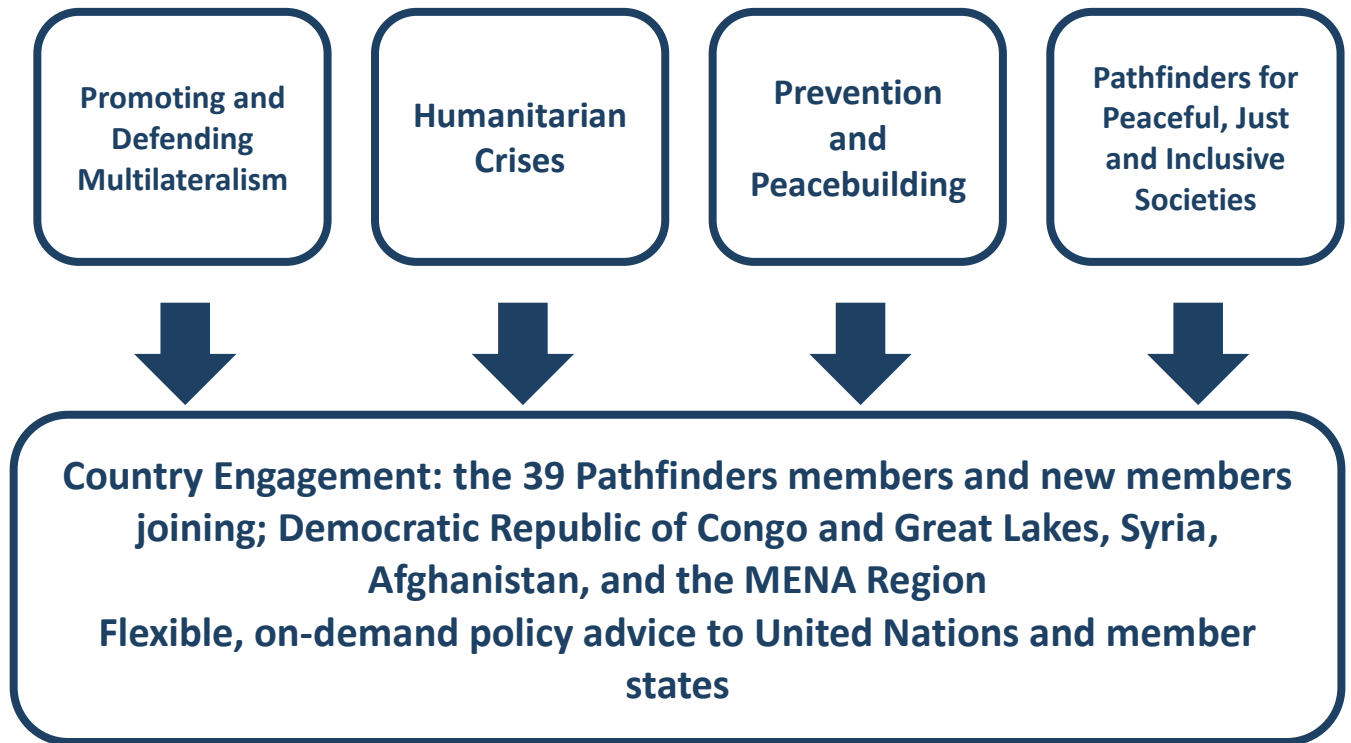 Promoting and
Defending
Multilateralism
Humanitarian
Crises
Prevention
and
Peacebuilding
Pathfinders for
Peaceful, Just
and Inclusive
Societies
Country Engagement: the 39 Pathfinders members and new members
joining; Democratic Republic of Congo and Great Lakes, Syria,
Afghanistan, and the MENA Region
Flexible, on-demand policy advice to United Nations and member
states